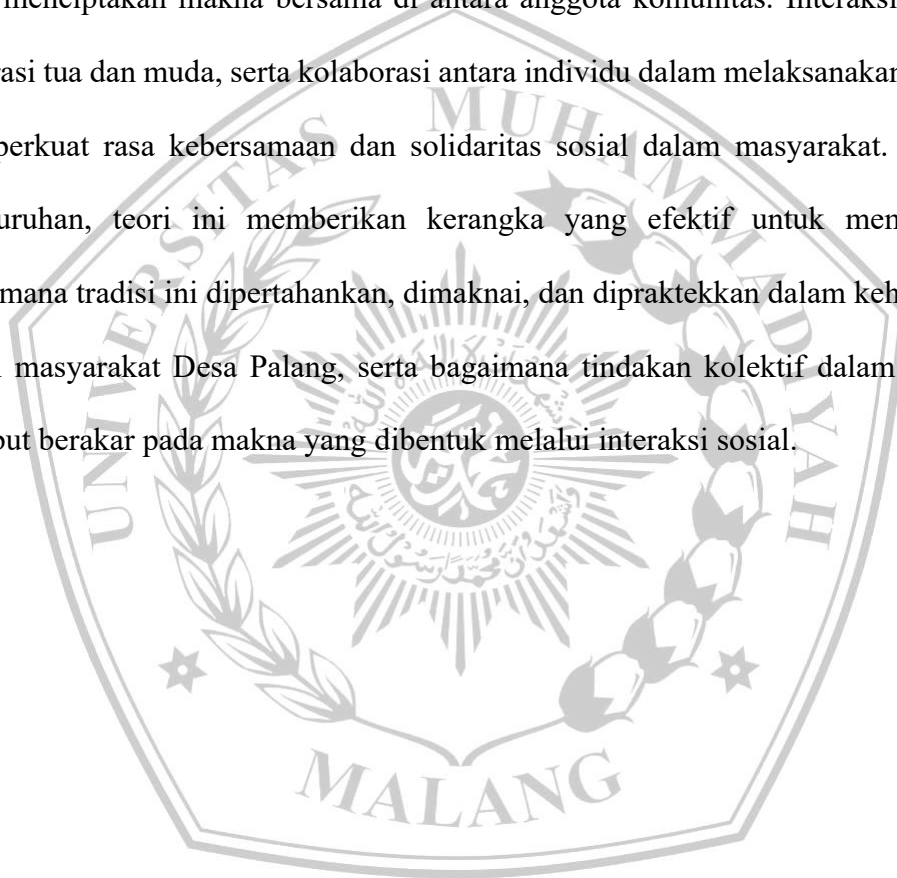 menciptakan makna bersama di antara anggota komunitas. Interaksi
rasi tua dan muda, serta kolaborasi antara individu dalam melaksanakan
perkuat rasa kebersamaan dan solidaritas sosial dalam masyarakat.
uruhan, teori ini memberikan kerangka yang efektif untuk men
mana tradisi ini dipertahankan, dimaknai, dan dipraktekkan dalam keh
masyarakat Desa Palang, serta bagaimana tindakan kolektif dalam
but berakar pada makna yang dibentuk melalui interaksi sosial.
UNIVERSITAS MUHAMMADIYAH
MALANG